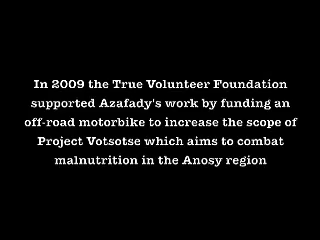 In 2009 the True Volunteer Foundation
supported Azafady's work by funding an
off-road motorbike to increase the scope of
Project Votsotse which aims to combat
malnutrition in the Anosy region